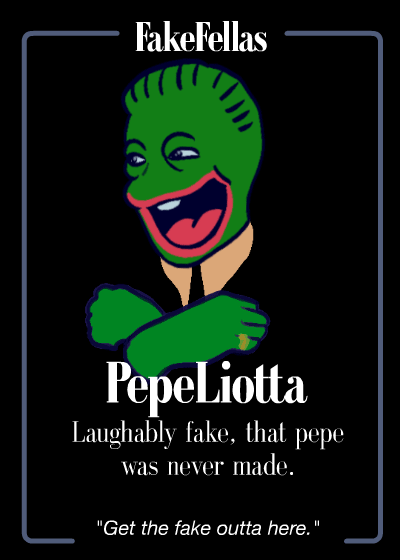 FakeFellas
PepeLiotta
Laughably fake, that pepe
was never made.
"Get the fake outta here."